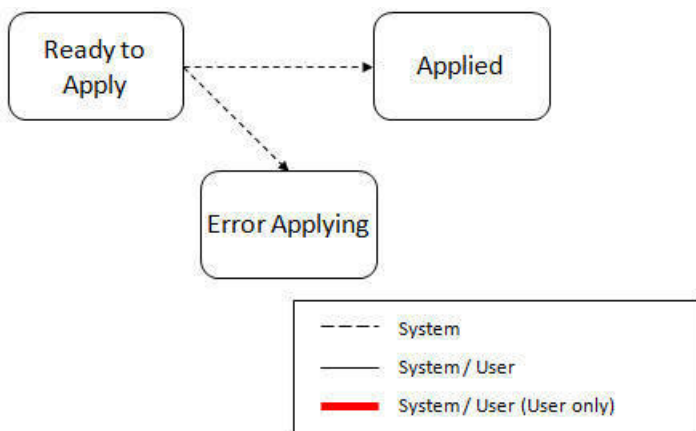 Ready to
Apply
Applied
Error Applying
System
System / User
System / User (User only)